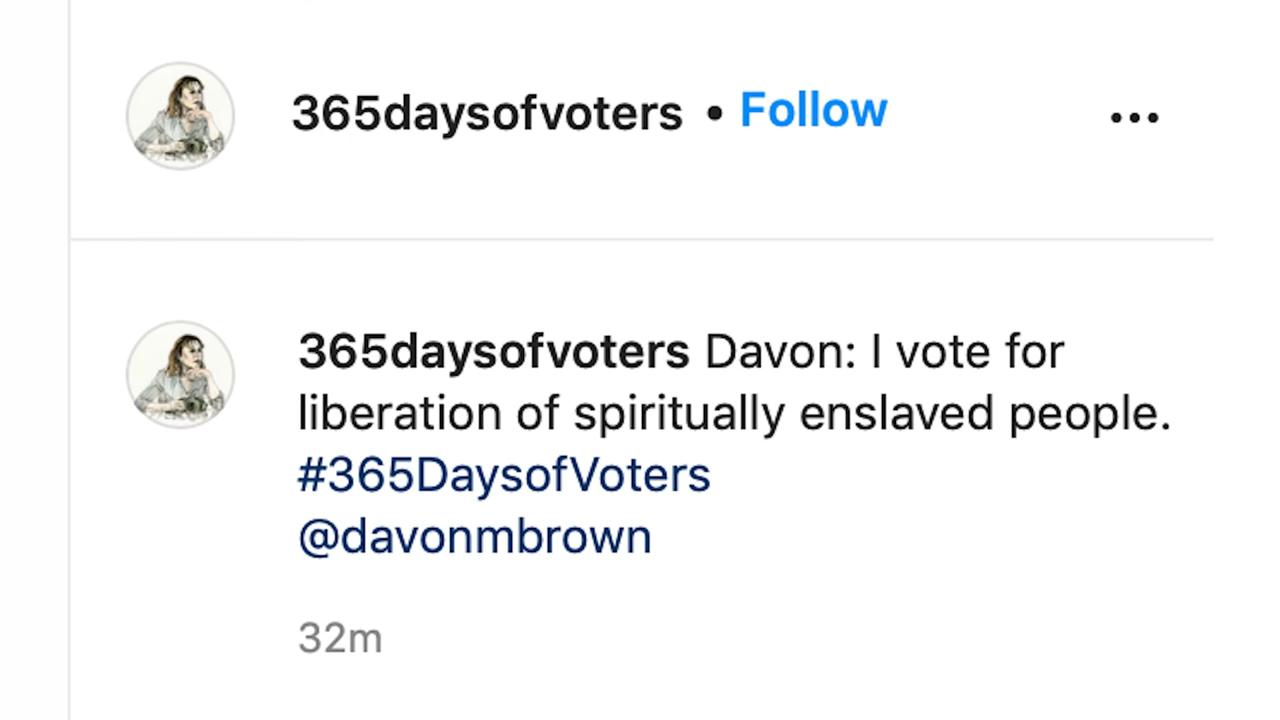 365daysofvoters • Follow
365daysofvoters Davon: I vote for
liberation of spiritually enslaved people.
#365DaysofVoters
@davonmbrown
32m